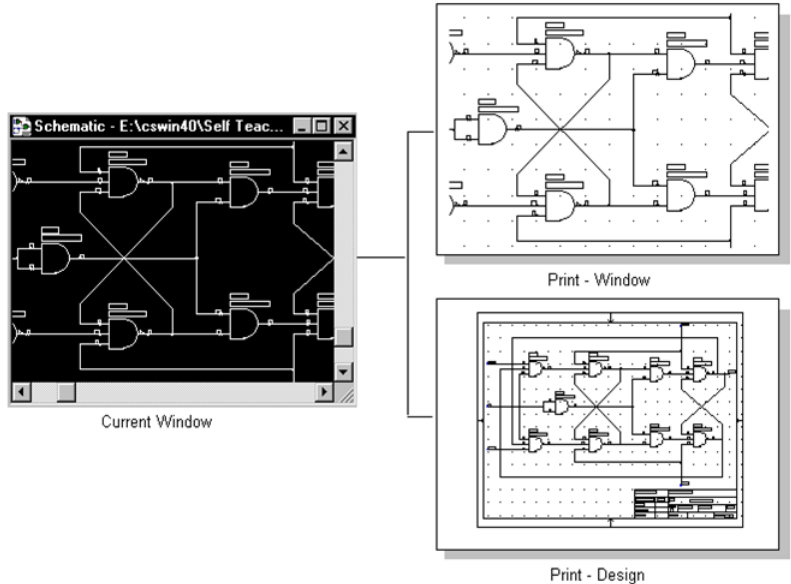 Schematic - E:\cswin40\Self Teac...
Current Window
Print - Window
Print - Design